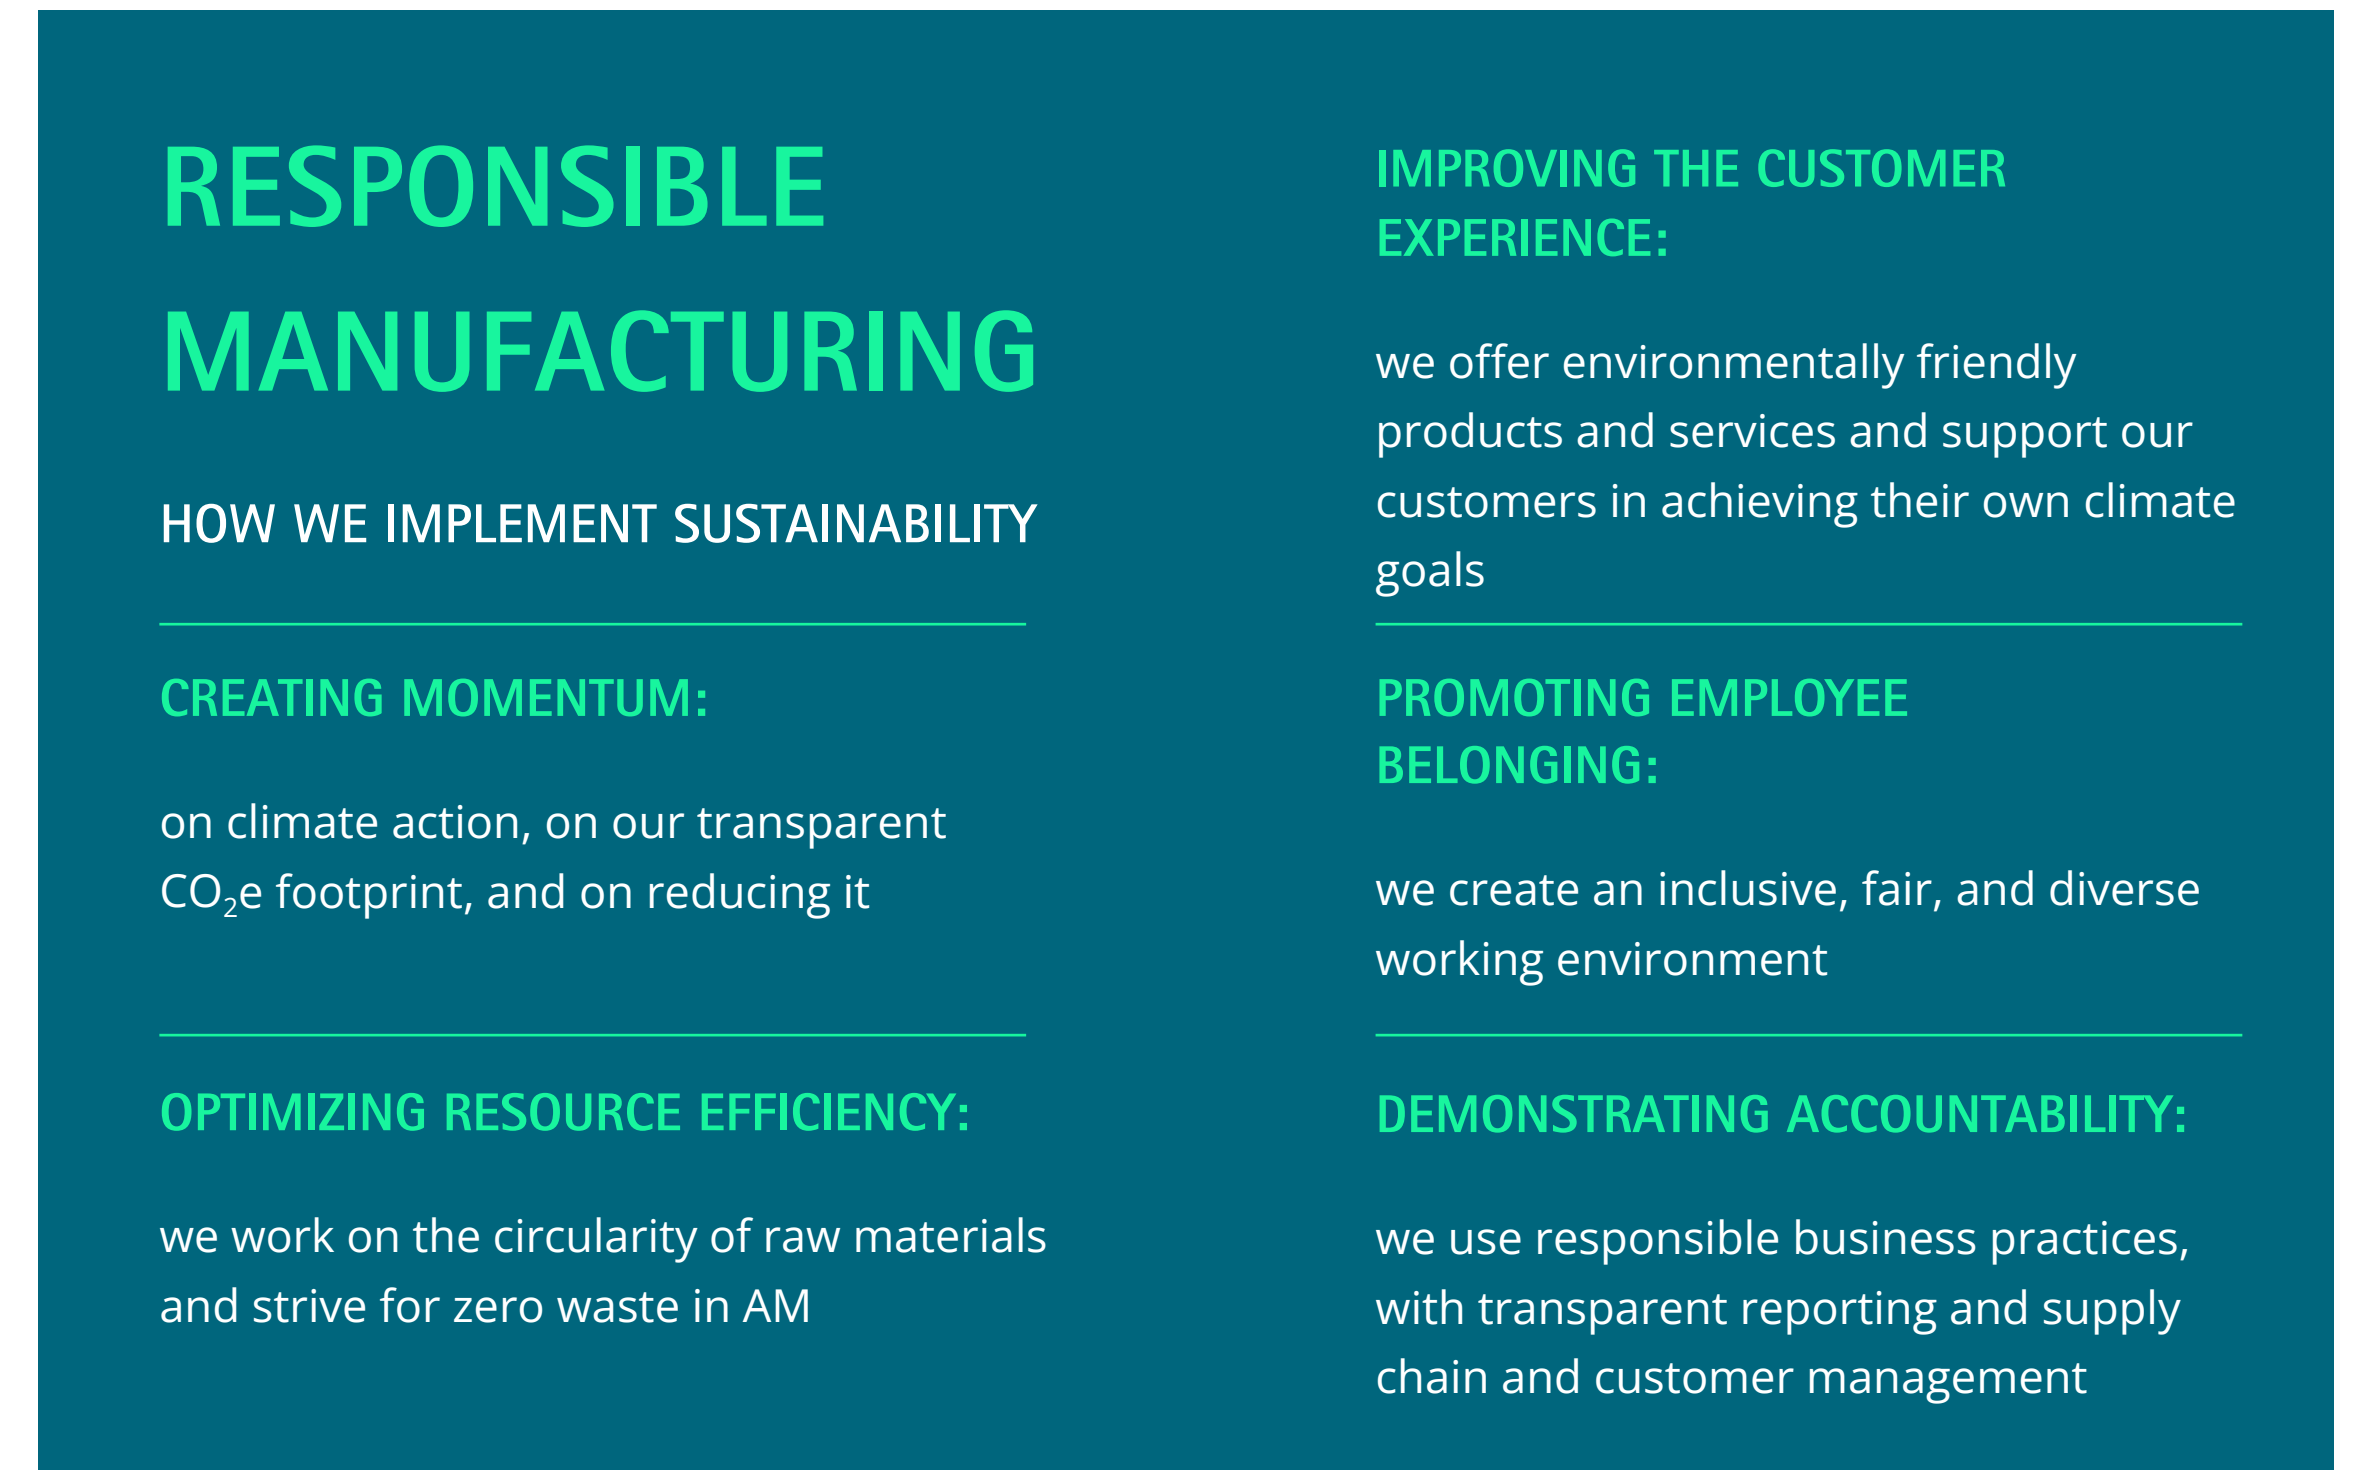 RESPONSIBLE
MANUFACTURING
HOW WE IMPLEMENT SUSTAINABILITY
CREATING MOMENTUM:
on climate action, on our transparent
CO₂e footprint, and on reducing it
OPTIMIZING RESOURCE EFFICIENCY:
we work on the circularity of raw materials
and strive for zero waste in AM
IMPROVING THE CUSTOMER
EXPERIENCE:
we offer environmentally friendly
products and services and support our
customers in achieving their own climate
goals
PROMOTING EMPLOYEE
BELONGING:
we create an inclusive, fair, and diverse
working environment
DEMONSTRATING ACCOUNTABILITY:
we use responsible business practices,
with transparent reporting and supply
chain and customer management